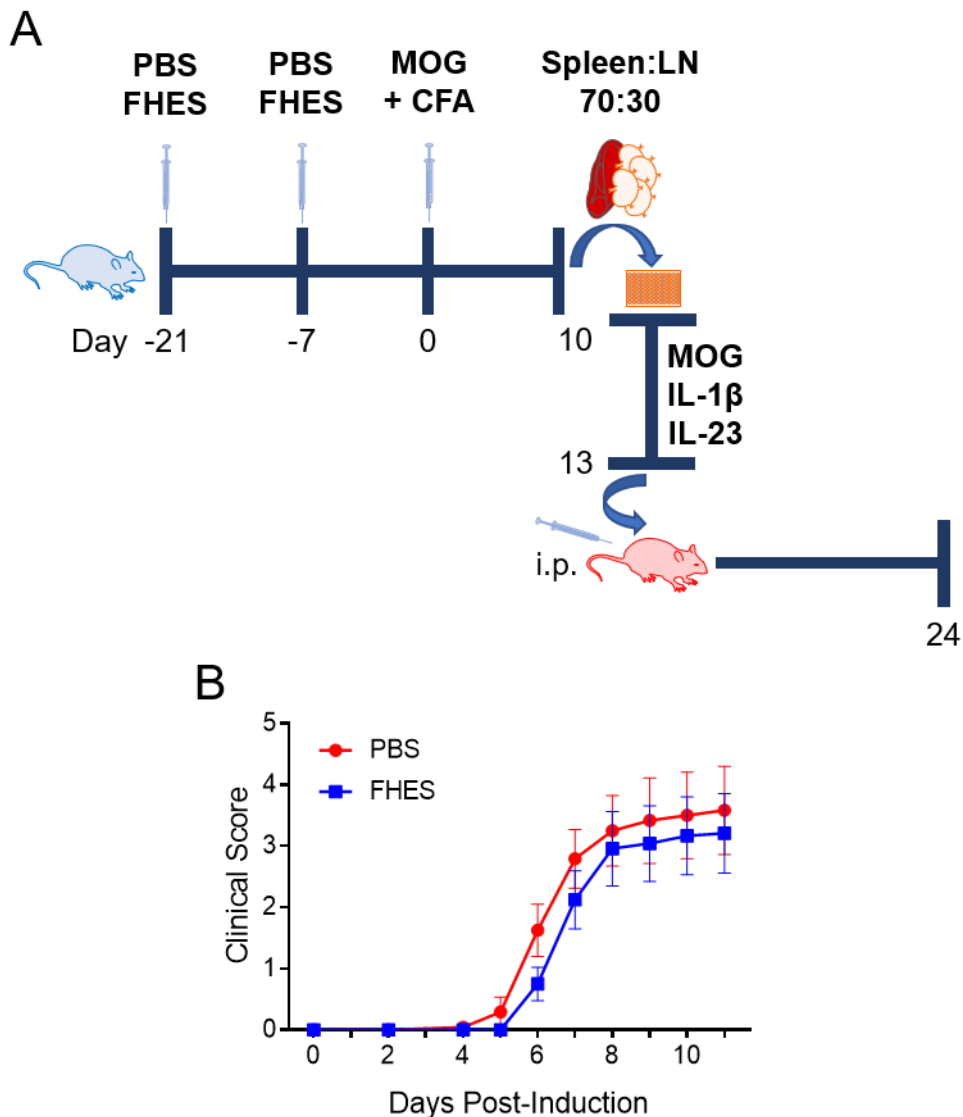 A
PBS
FHES
PBS
FHES
MOG
+ CFA
Spleen:LN
70:30
Day -21 -7 0 10
MOG
IL-1β
IL-23
13
i.p.
24
B
PBS
FHES
Clinical Score
5
4
3
2
1
0
0 2 4 6 8 10
Days Post-Induction